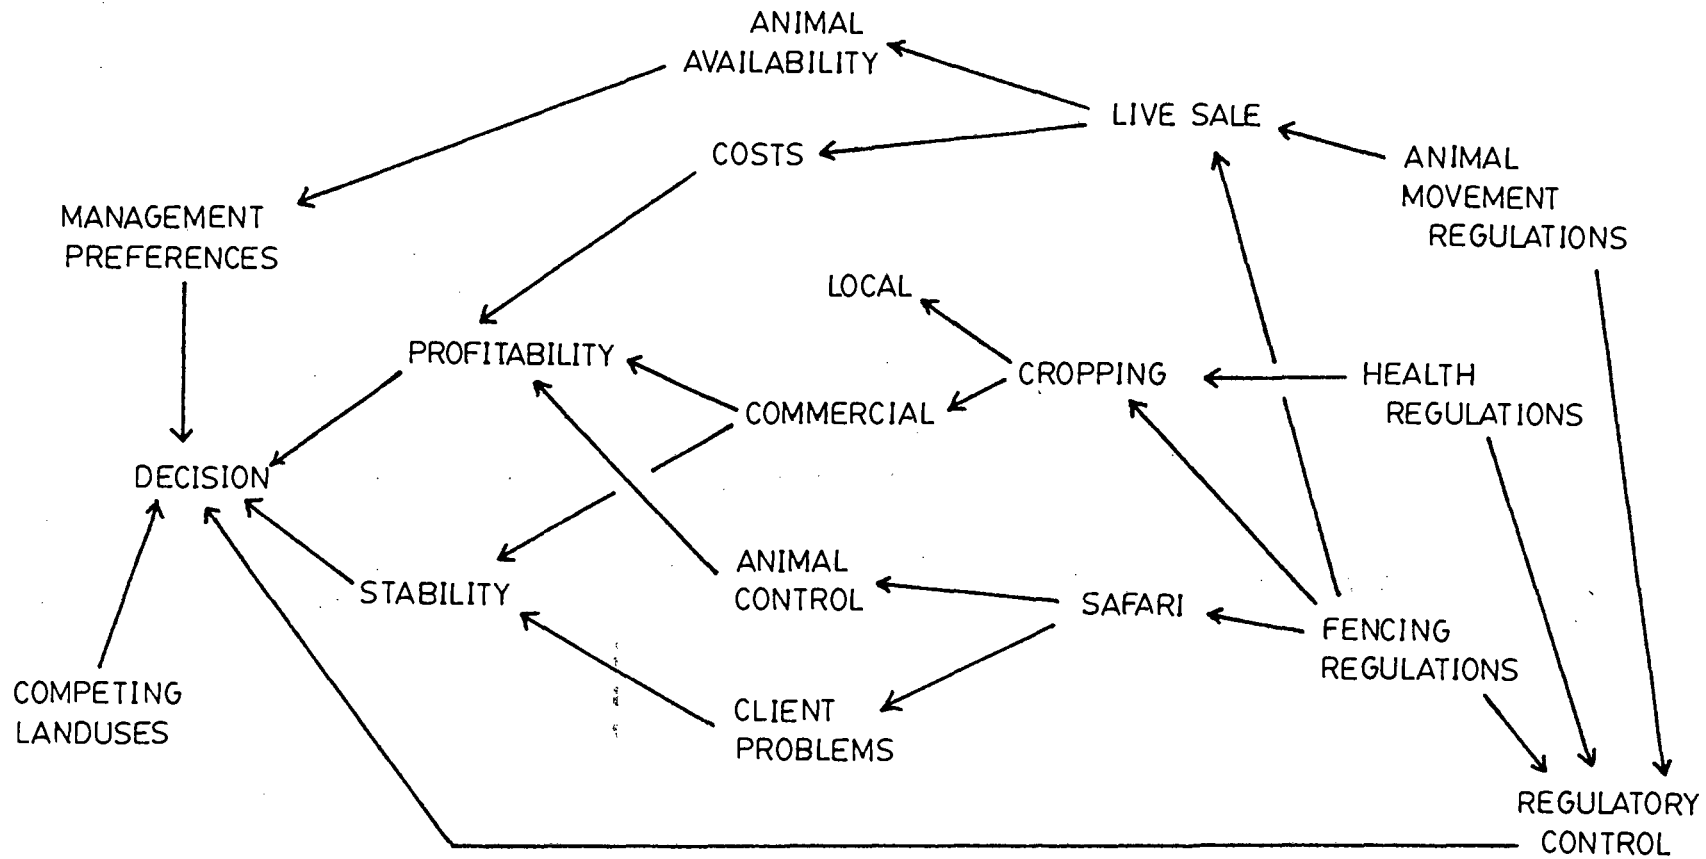 ANIMAL
AVAILABILITY
LIVE SALE
COSTS
ANIMAL
MOVEMENT
REGULATIONS
MANAGEMENT
PREFERENCES
LOCAL
PROFITABILITY
CROPPING
HEALTH
REGULATIONS
COMMERCIAL
DECISION
ANIMAL
CONTROL
STABILITY
SAFARI
FENCING
REGULATIONS
COMPETING
LANDUSES
CLIENT
PROBLEMS
REGULATORY
CONTROL